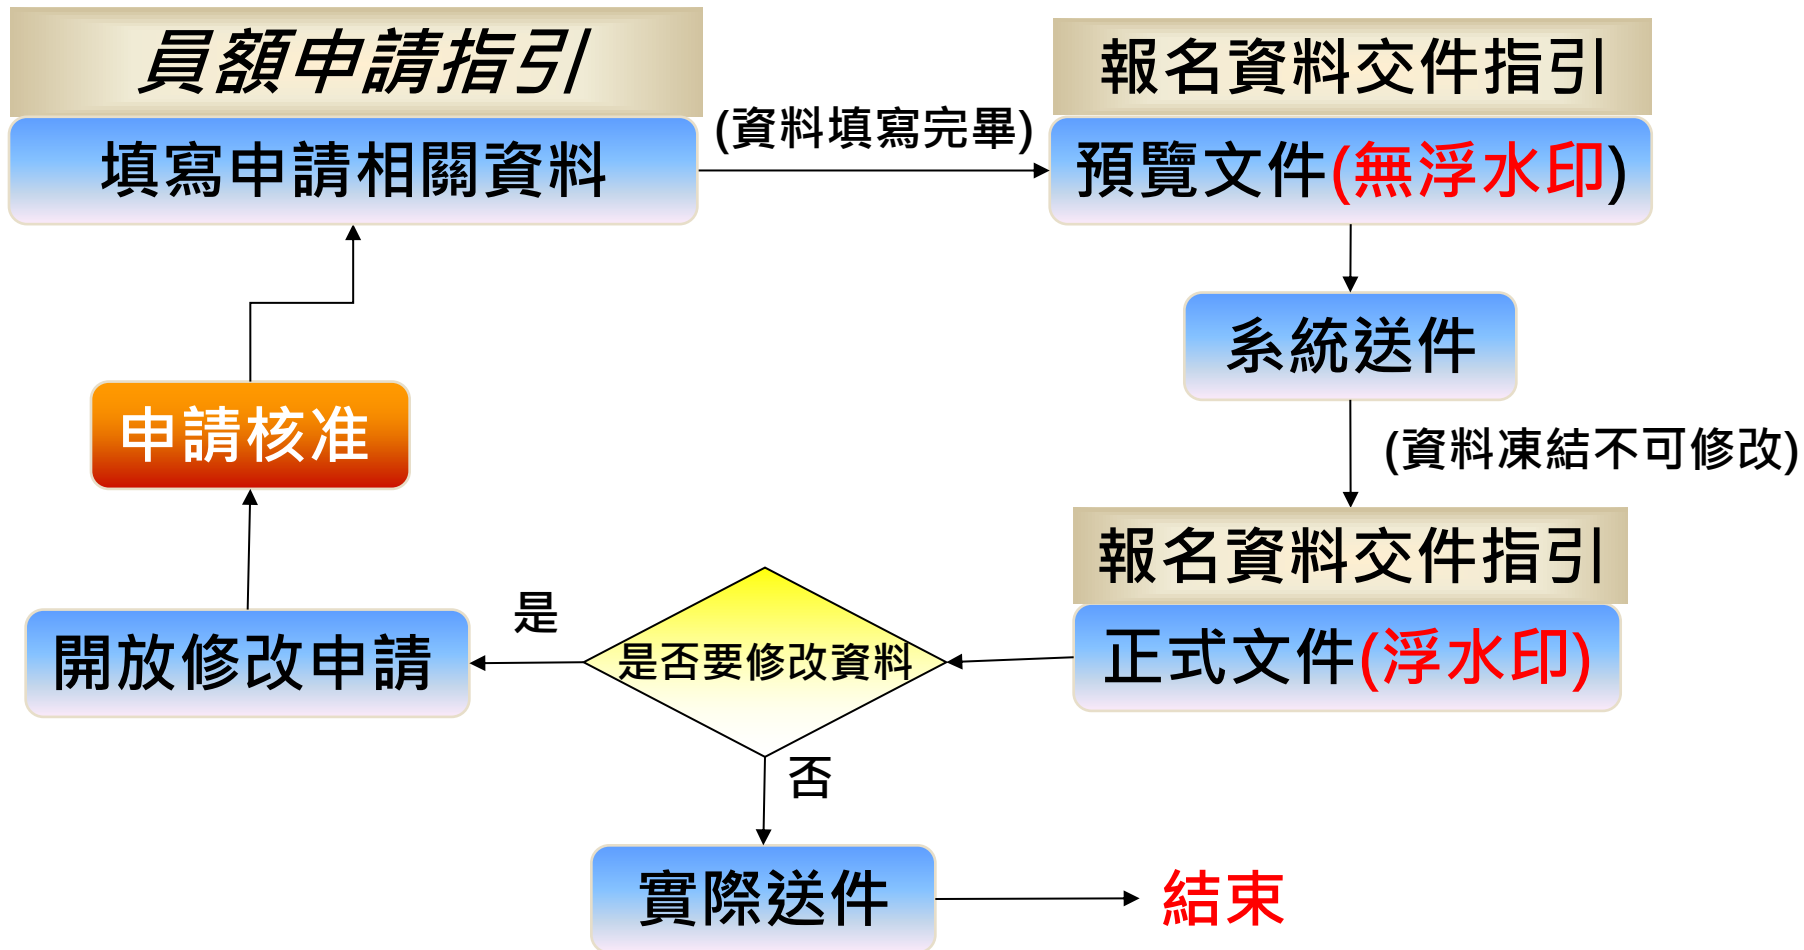 員額申請指引
填寫申請相關資料
(資料填寫完畢)
報名資料交件指引
預覽文件(無浮水印)
系統送件
(資料凍結不可修改)
報名資料交件指引
正式文件(浮水印)
是否要修改資料
是
開放修改申請
申請核准
否
實際送件
結束